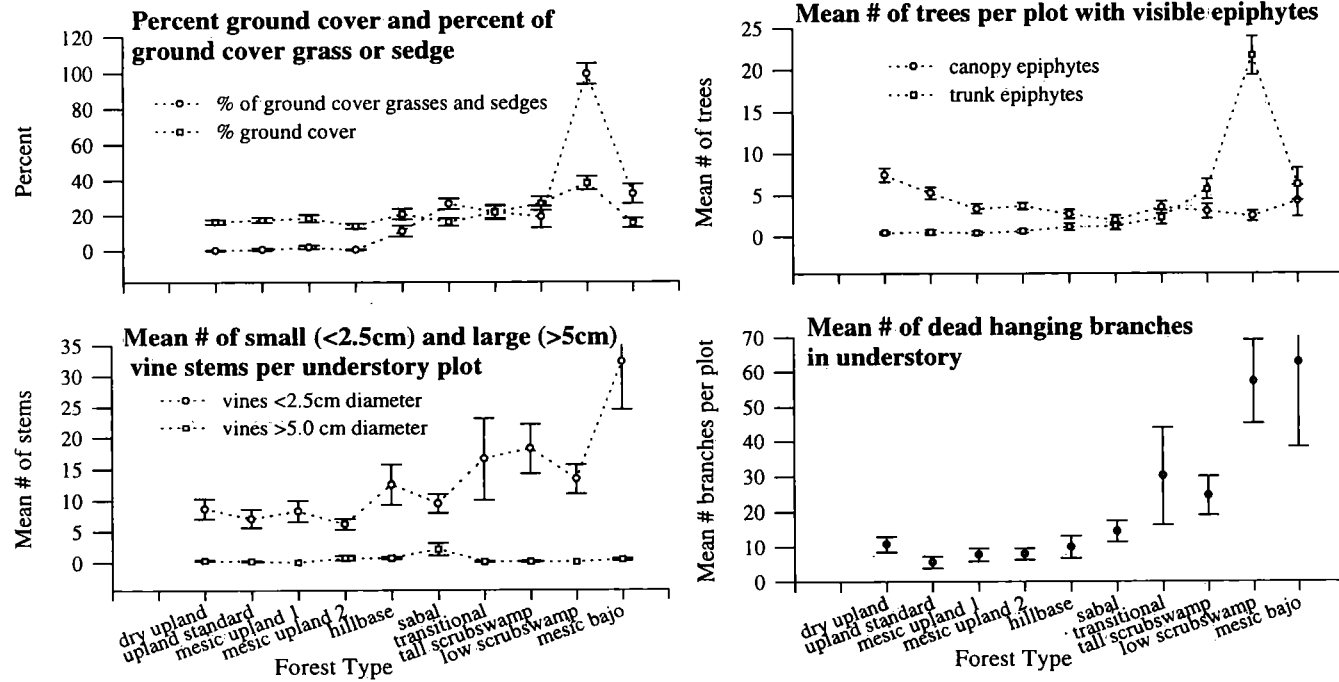 Percent ground cover and percent of
ground cover grass or sedge
120
100
80
60
40
20
0
Percent
% of ground cover grasses and sedges
% ground cover
Mean # of trees per plot with visible epiphytes
25
20
15
10
5
0
Mean # of trees
canopy epiphytes
trunk epiphytes
Mean # of small (<2.5cm) and large (>5cm)
vine stems per understory plot
35
30
25
20
15
10
5
0
Mean # of stems
vines <2.5cm diameter
vines >5.0 cm diameter
dry upland
upland standard
mesic upland 1
mesic upland 2
hillbase
sabal
transitional
tall scrubswamp
low scrubswamp
mesic bajo
Forest Type
Mean # of dead hanging branches
in understory
70
60
50
40
30
20
10
0
Mean # branches per plot
dry upland
upland standard
mesic upland 1
mesic upland 2
hillbase
sabal
transitional
tall scrubswamp
low scrubswamp
mesic bajo
Forest Type